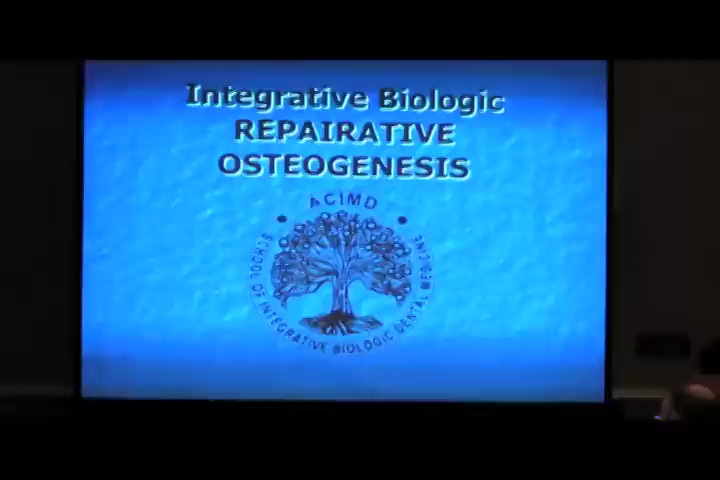 Integrative Biologic
REPAIRATIVE
OSTEOGENESIS
ACIMD
SCHOOL OF INTEGRATIVE BIOLOGIC DENTAL MEDICINE